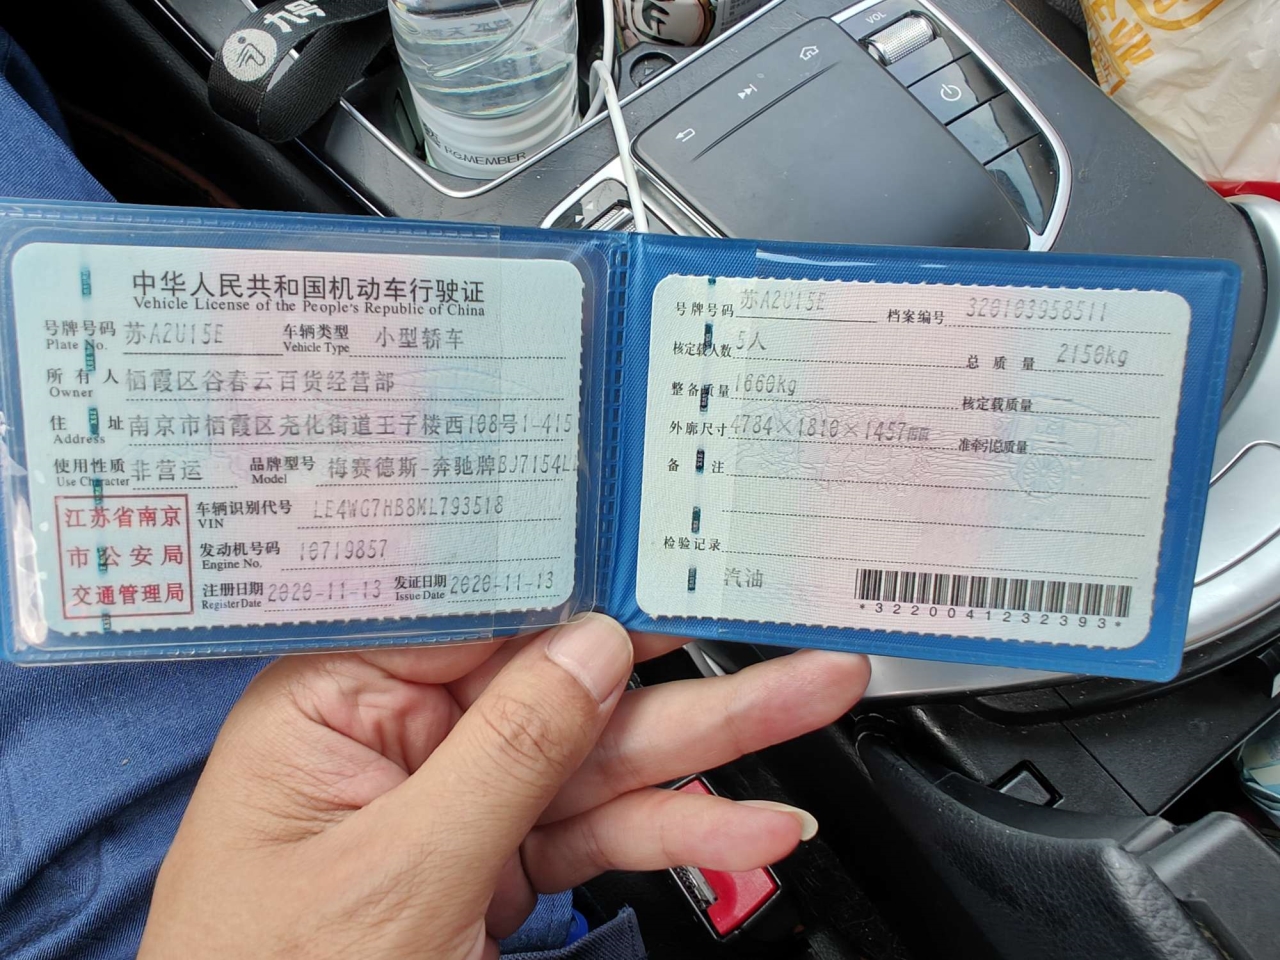 九号
PGMEMBER
VOL
中华人民共和国机动车行驶证
Vehicle License of the People's Republic of China
号牌号码 苏A2U15E 车辆类型 小型轿车
Plate No. Vehicle Type
所有人 栖霞区谷春云百货经营部
Owner
住址 南京市栖霞区尧化街道王子楼西108号1-415
Address
使用性质 非营运 品牌型号 梅赛德斯-奔驰牌BJ7154L
Use Character Model
江苏省南京
市公安局
交通管理局
车辆识别代号 LE4WG7HB8ML793518
VIN
发动机号码 10719857
Engine No.
注册日期 2020-11-13 发证日期 2020-11-13
Register Date Issue Date
号牌号码 苏A2U15E 档案编号 320103958511
核定载人数 5人 总质量 2150kg
整备质量 1660kg 核定载质量
外廓尺寸 4784×1810×1457mm 准牵引总质量
备注
检验记录
汽油
*3220041232393*